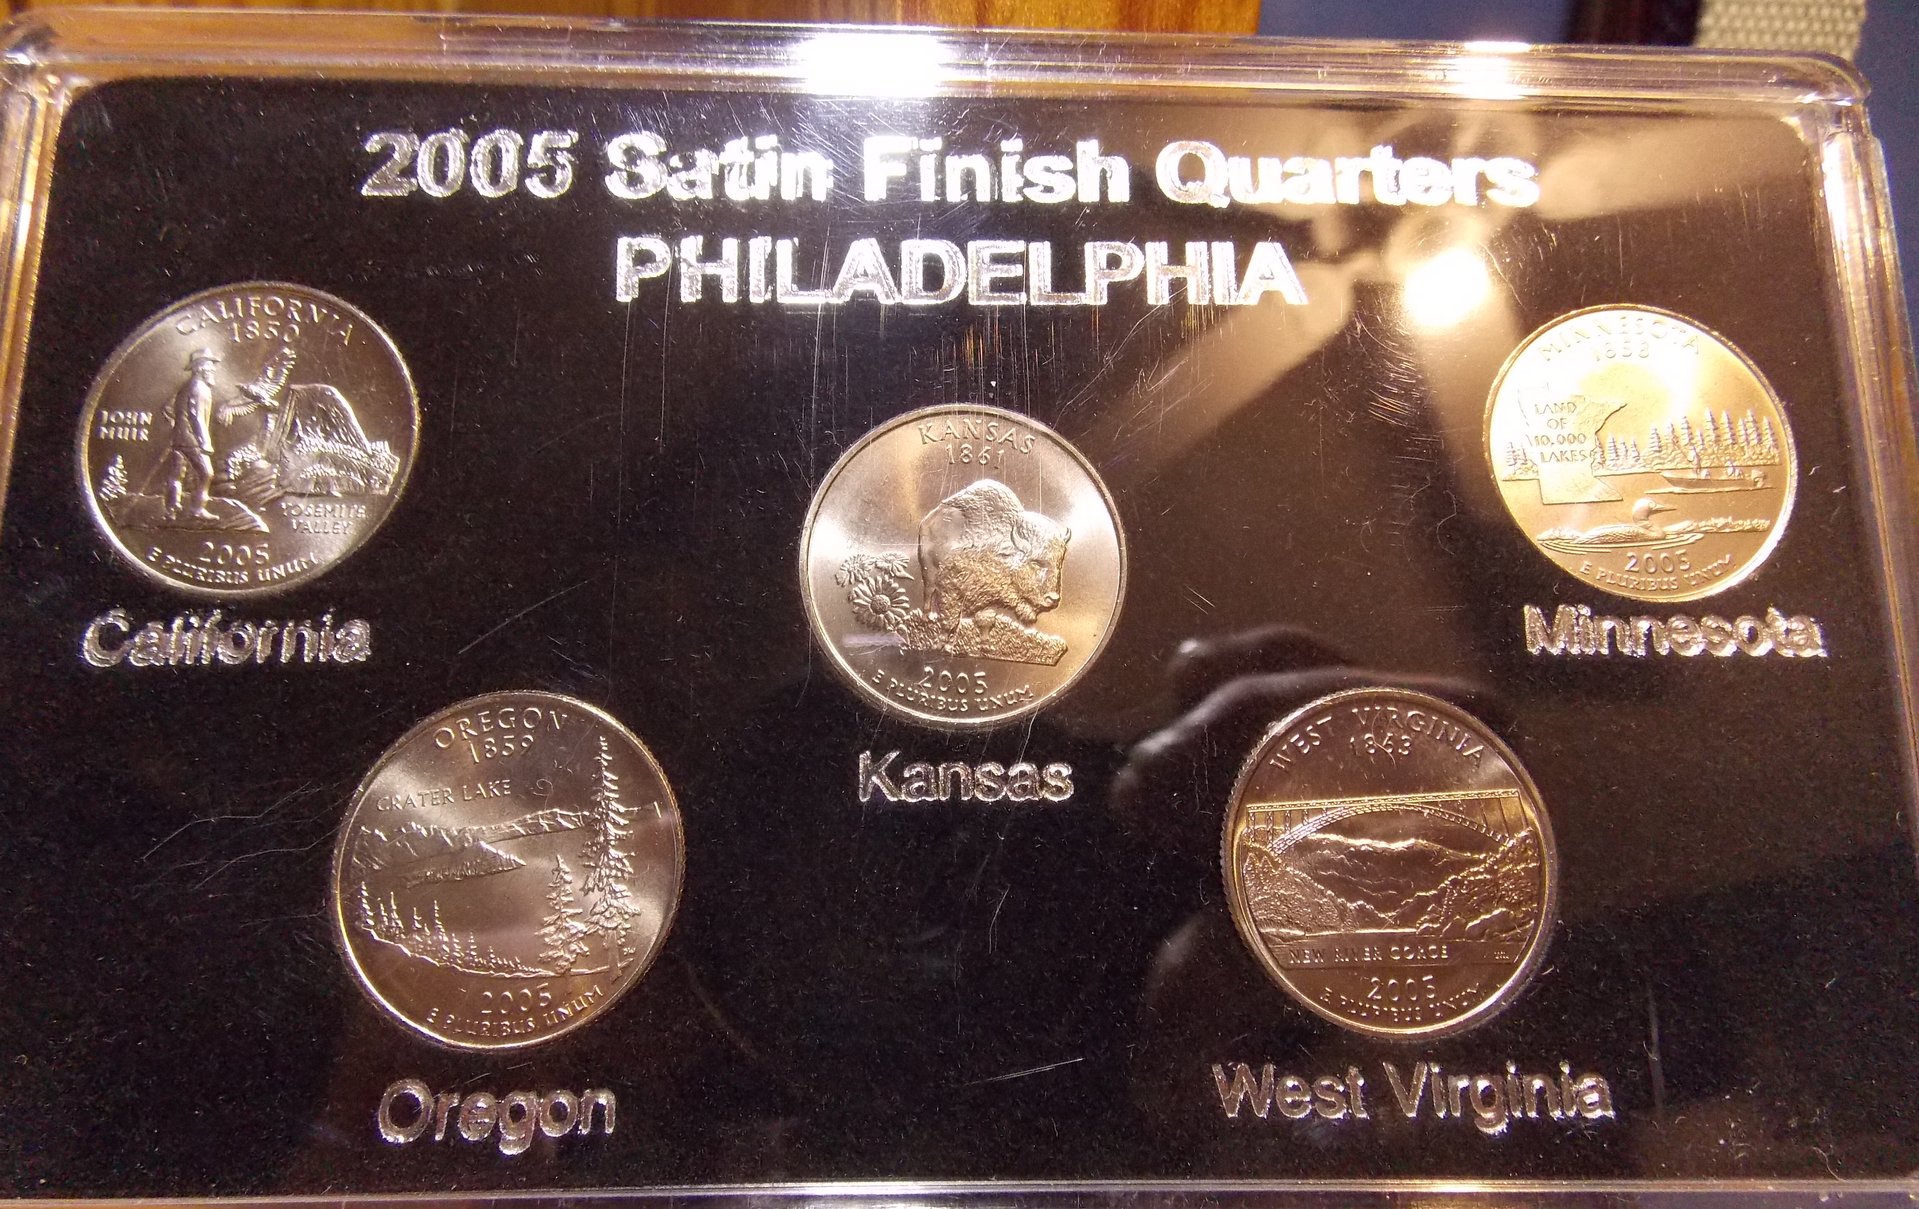 2005 Satin Finish Quarters
PHILADELPHIA
CALIFORNIA
1850
JOHN
MUIR
YOSEMITE
VALLEY
2005
E PLURIBUS UNUM
California
KANSAS
1861
2005
E PLURIBUS UNUM
Kansas
MINNESOTA
1858
LAND
OF
10,000
LAKES
2005
E PLURIBUS UNUM
Minnesota
OREGON
1859
CRATER LAKE
2005
E PLURIBUS UNUM
Oregon
WEST VIRGINIA
1863
NEW RIVER GORGE
2005
E PLURIBUS UNUM
West Virginia